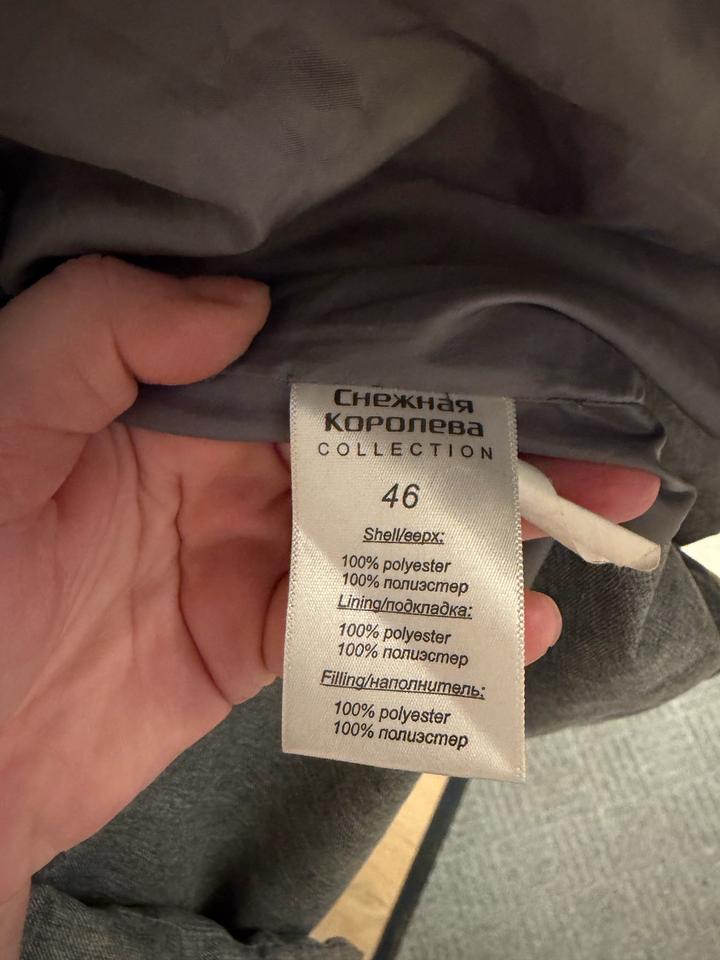 Снежная
Королева
COLLECTION
46
Shell/верх:
100% polyester
100% полиэстер
Lining/подкладка:
100% polyester
100% полиэстер
Filling/наполнитель:
100% polyester
100% полиэстер